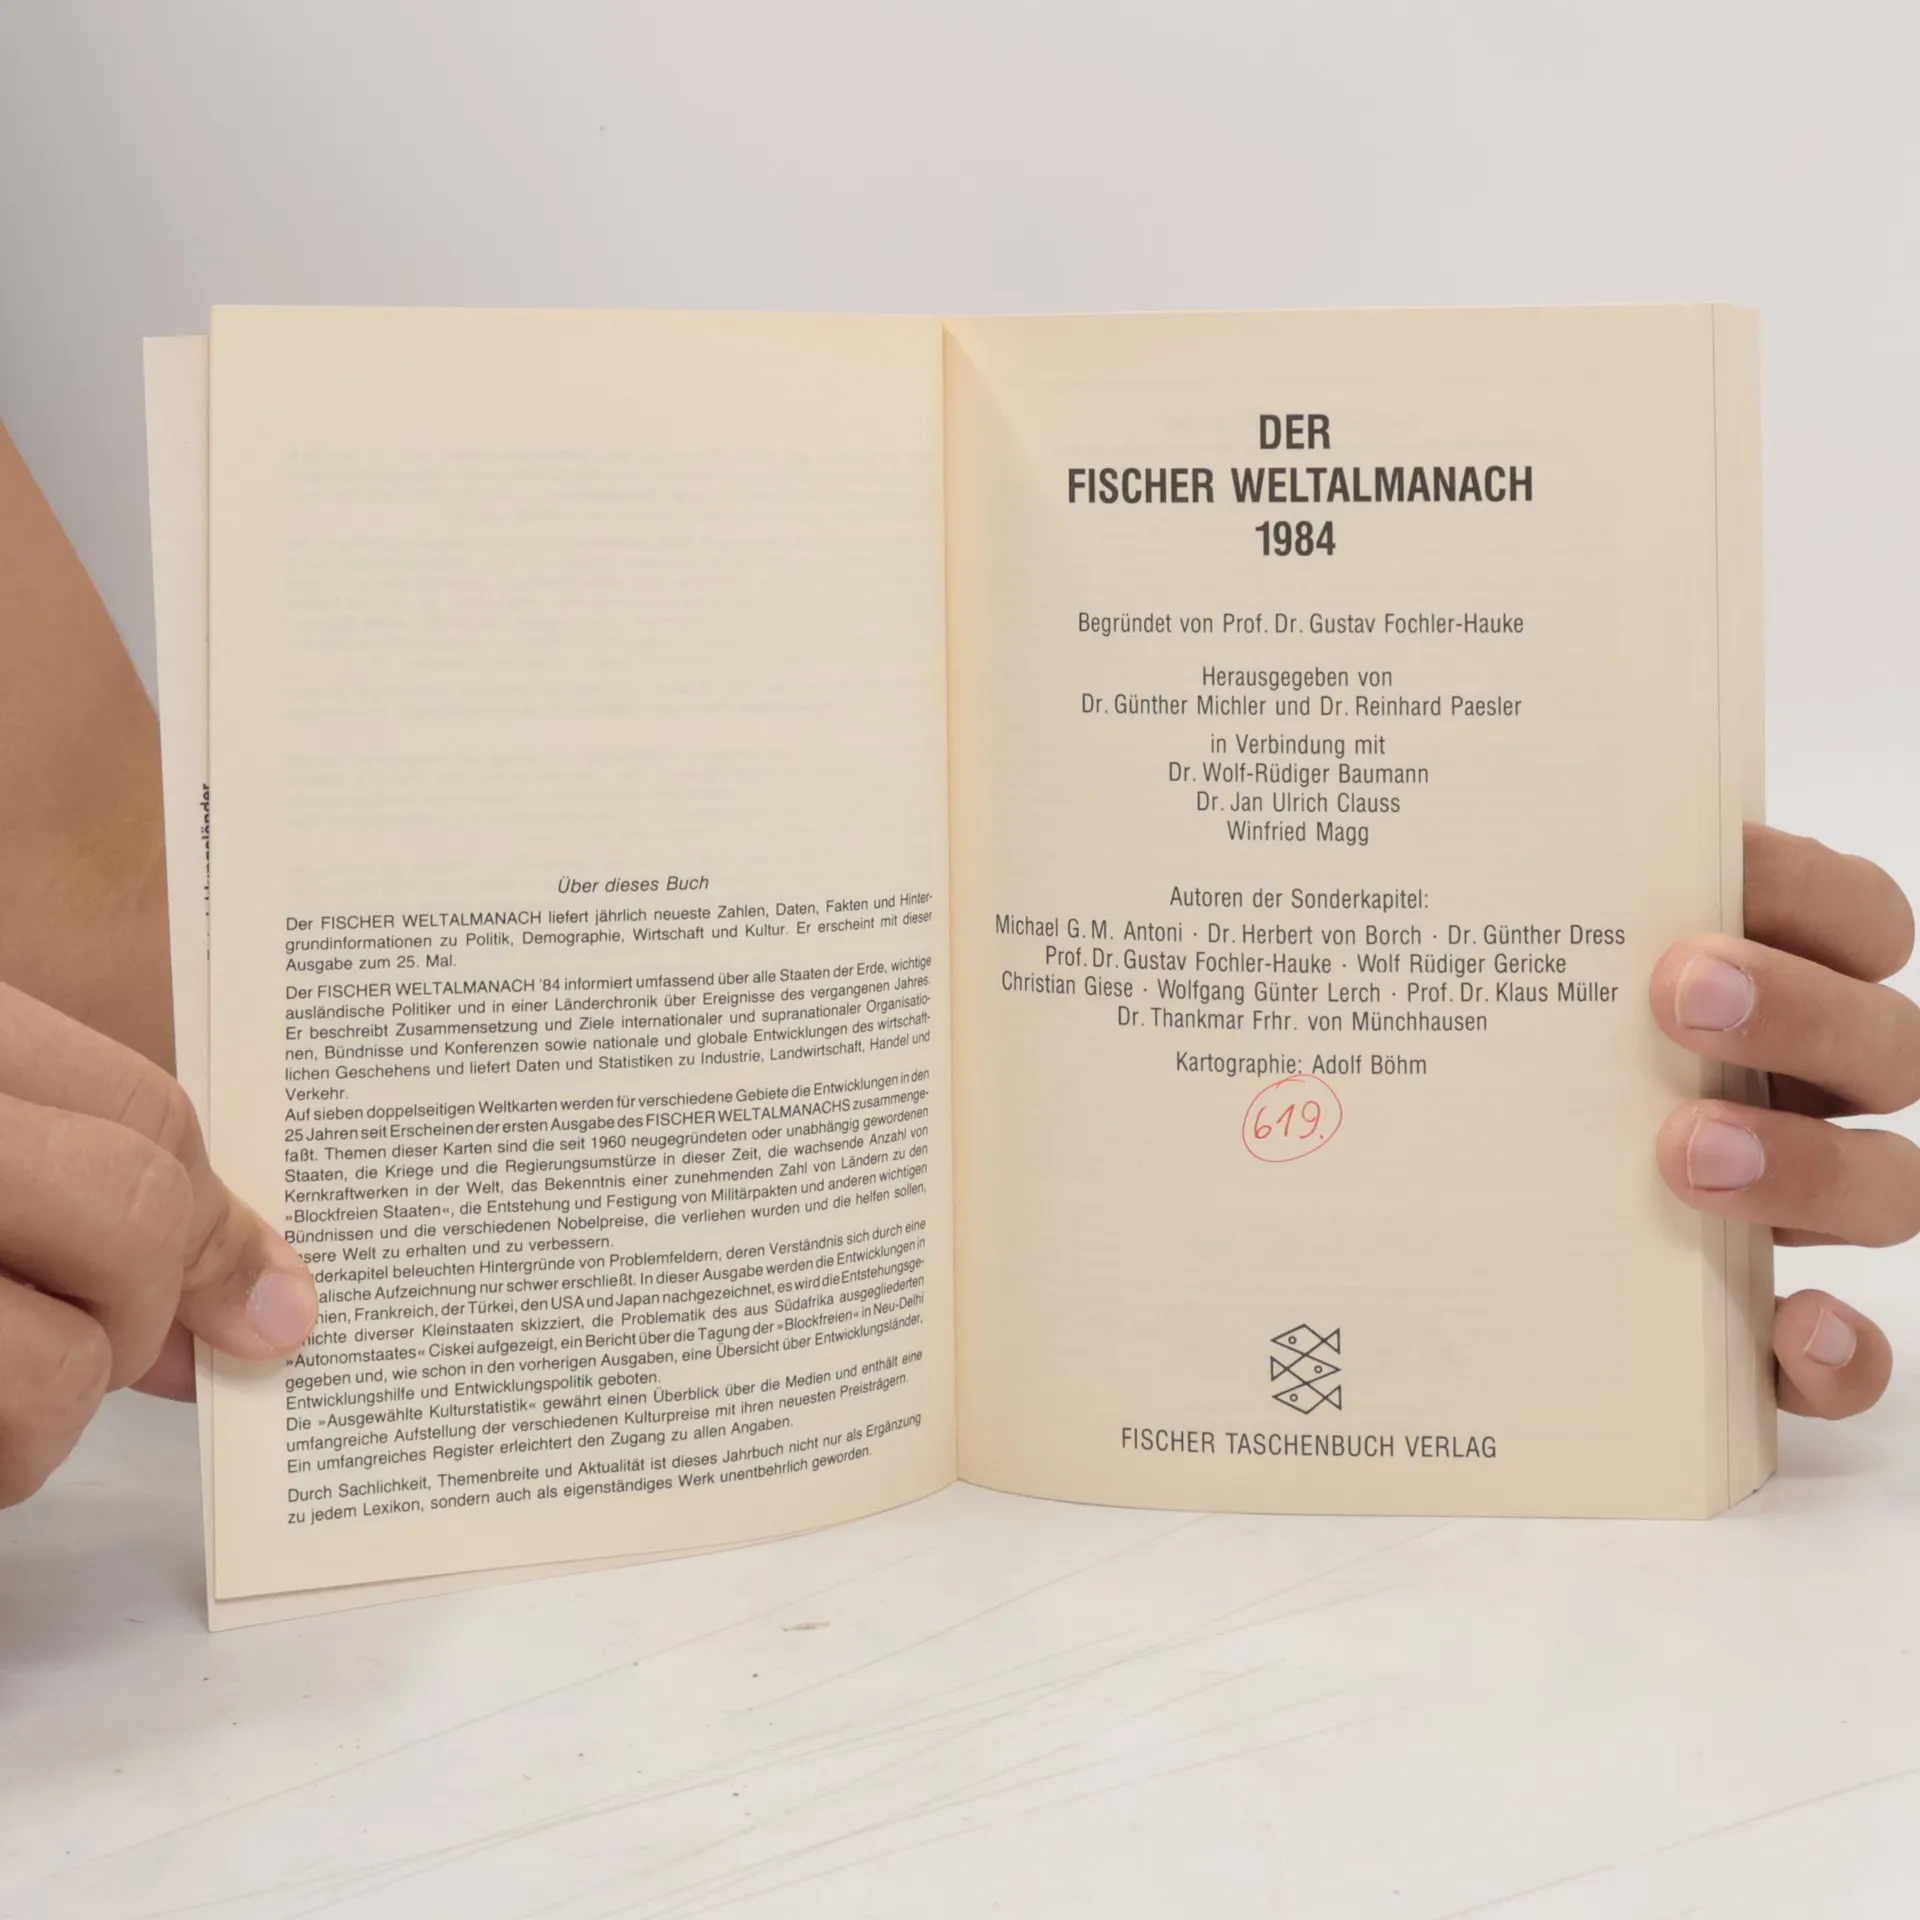 Über dieses Buch
Der FISCHER WELTALMANACH liefert jährlich neueste Zahlen, Daten, Fakten und Hinter-
grundinformationen zu Politik, Demographie, Wirtschaft und Kultur. Er erscheint mit dieser
Ausgabe zum 25. Mal.
Der FISCHER WELTALMANACH '84 informiert umfassend über alle Staaten der Erde, wichtige
ausländische Politiker und in einer Länderchronik über Ereignisse des vergangenen Jahres.
Er beschreibt Zusammensetzung und Ziele internationaler und supranationaler Organisatio-
nen, Bündnisse und Konferenzen sowie nationale und globale Entwicklungen des wirtschaft-
lichen Geschehens und liefert Daten und Statistiken zu Industrie, Landwirtschaft, Handel und
Verkehr.
Auf sieben doppelseitigen Weltkarten werden für verschiedene Gebiete die Entwicklungen in den
25 Jahren seit Erscheinen der ersten Ausgabe des FISCHER WELTALMANACHS zusammenge-
faßt. Themen dieser Karten sind die seit 1960 neugegründeten oder unabhängig gewordenen
Staaten, die Kriege und die Regierungsumstürze in dieser Zeit, die wachsende Anzahl von
Kernkraftwerken in der Welt, das Bekenntnis einer zunehmenden Zahl von Ländern zu den
»Blockfreien Staaten«, die Entstehung und Festigung von Militärpakten und anderen wichtigen
Bündnissen und die verschiedenen Nobelpreise, die verliehen wurden und die helfen sollen,
sere Welt zu erhalten und zu verbessern.
derkapitel beleuchten Hintergründe von Problemfeldern, deren Verständnis sich durch eine
alische Aufzeichnung nur schwer erschließt. In dieser Ausgabe werden die Entwicklungen in
nien, Frankreich, der Türkei, den USA und Japan nachgezeichnet, es wird die Entstehungsge-
ichte diverser Kleinstaaten skizziert, die Problematik des aus Südafrika ausgegliederten
»Autonomstaates« Ciskei aufgezeigt, ein Bericht über die Tagung der »Blockfreien« in Neu-Delhi
gegeben und, wie schon in den vorherigen Ausgaben, eine Übersicht über Entwicklungsländer,
Entwicklungshilfe und Entwicklungspolitik geboten.
Die »Ausgewählte Kulturstatistik« gewährt einen Überblick über die Medien und enthält eine
umfangreiche Aufstellung der verschiedenen Kulturpreise mit ihren neuesten Preisträgern.
Ein umfangreiches Register erleichtert den Zugang zu allen Angaben.
Durch Sachlichkeit, Themenbreite und Aktualität ist dieses Jahrbuch nicht nur als Ergänzung
zu jedem Lexikon, sondern auch als eigenständiges Werk unentbehrlich geworden.
DER
FISCHER WELTALMANACH
1984
Begründet von Prof. Dr. Gustav Fochler-Hauke
Herausgegeben von
Dr. Günther Michler und Dr. Reinhard Paesler
in Verbindung mit
Dr. Wolf-Rüdiger Baumann
Dr. Jan Ulrich Clauss
Winfried Magg
Autoren der Sonderkapitel:
Michael G. M. Antoni · Dr. Herbert von Borch · Dr. Günther Dress
Prof. Dr. Gustav Fochler-Hauke · Wolf Rüdiger Gericke
Christian Giese · Wolfgang Günter Lerch · Prof. Dr. Klaus Müller
Dr. Thankmar Frhr. von Münchhausen
Kartographie: Adolf Böhm
619.
FISCHER TASCHENBUCH VERLAG